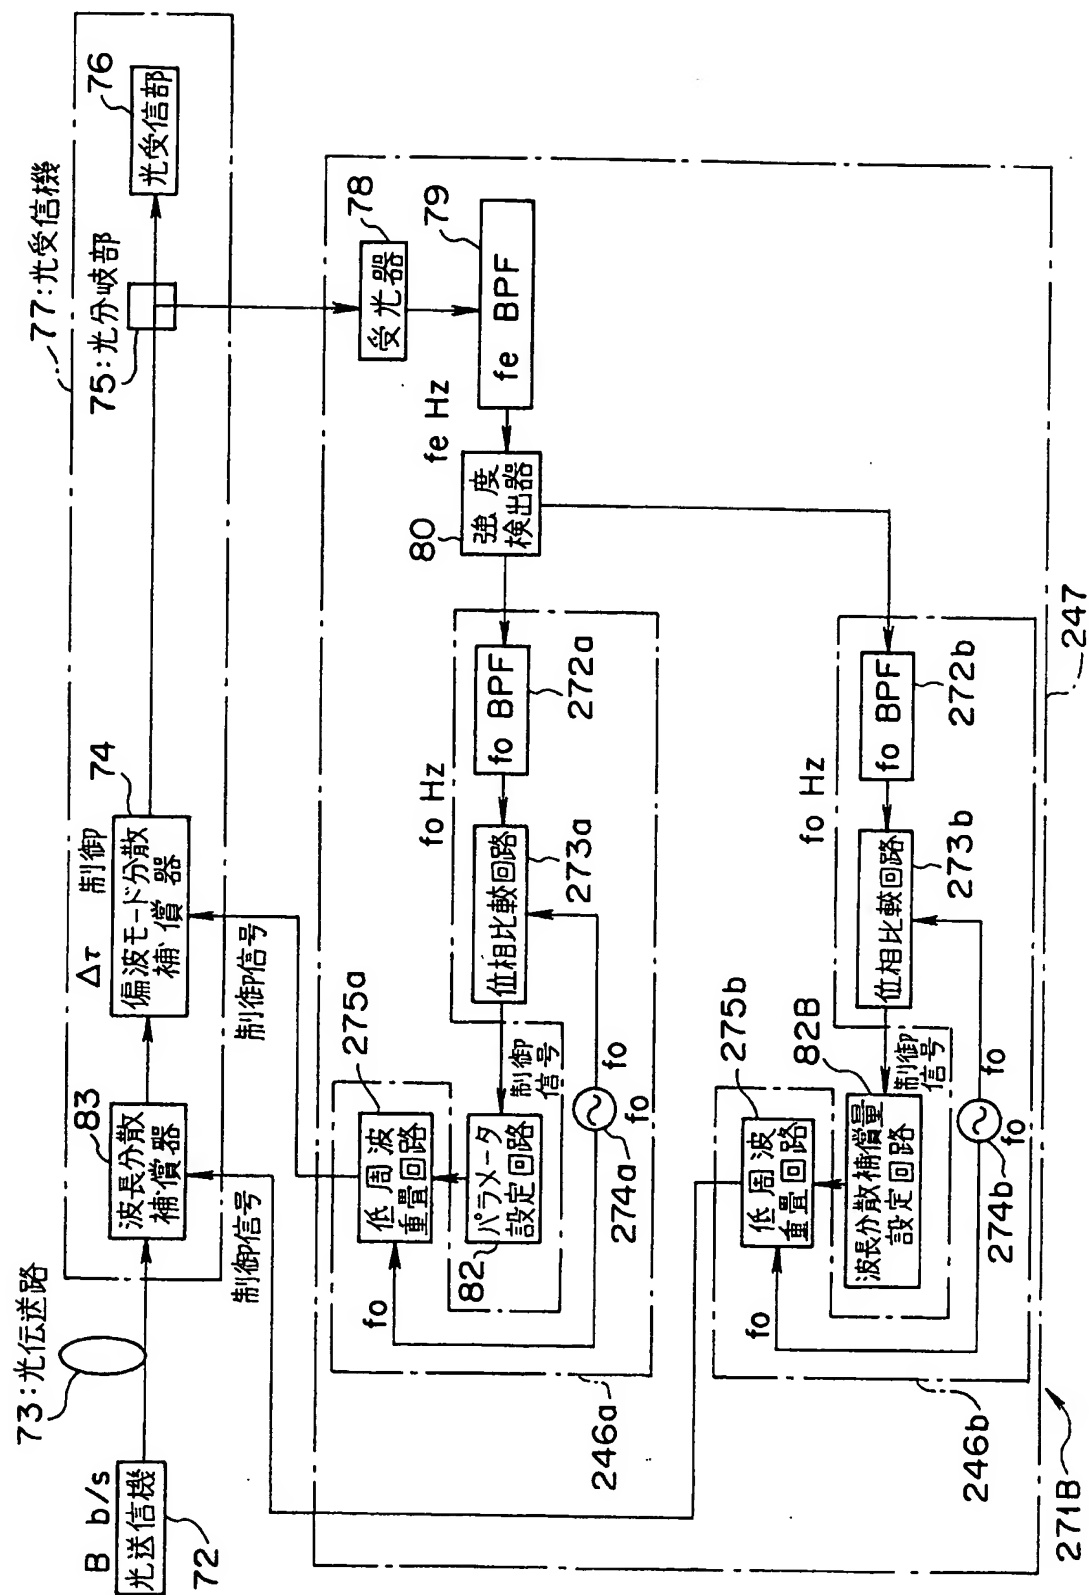 B b/s
光送信機
72
73:光伝送路
77:光受信機
83
波長分散
補償器
Δτ
制御
74
偏波モード分散
補償器
75:光分岐部
76
光受信部
制御信号
制御信号
78
受光器
79
fe BPF
fe Hz
80
強度
検出器
275a
低周波
重畳回路
fo
82
パラメータ
設定回路
制御
信号
fo Hz
位相比較回路
273a
fo BPF
272a
fo
274a
246a
275b
低周波
重畳回路
fo
82B
波長分散補償量
設定回路
制御
信号
fo Hz
位相比較回路
273b
fo BPF
272b
fo
fo
274b
246b
247
271B